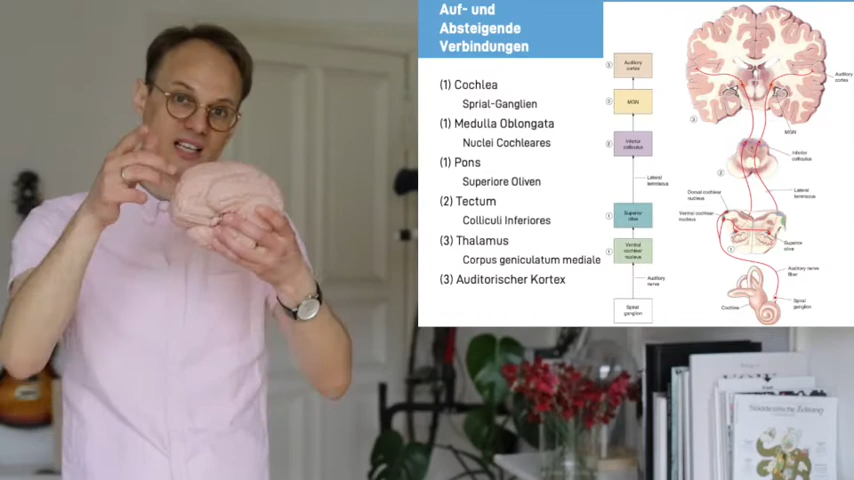 Auf- und
Absteigende
Verbindungen
(1) Cochlea
Sprial-Ganglien
(1) Medulla Oblongata
Nuclei Cochleares
(1) Pons
Superiore Oliven
(2) Tectum
Colliculi Inferiores
(3) Thalamus
Corpus geniculatum mediale
(3) Auditorischer Kortex
Auditory
cortex
MGN
Inferior
colliculus
Lateral
lemniscus
Superior
olive
Ventral
cochlear
nucleus
Auditory
nerve
Spiral
ganglion
Auditory
cortex
MGN
Inferior
colliculus
Lateral
lemniscus
Dorsal cochlear
nucleus
Ventral cochlear
nucleus
Superior
olive
Auditory nerve
fiber
Cochlea
Spiral
ganglion
Süddeutsche Zeitung